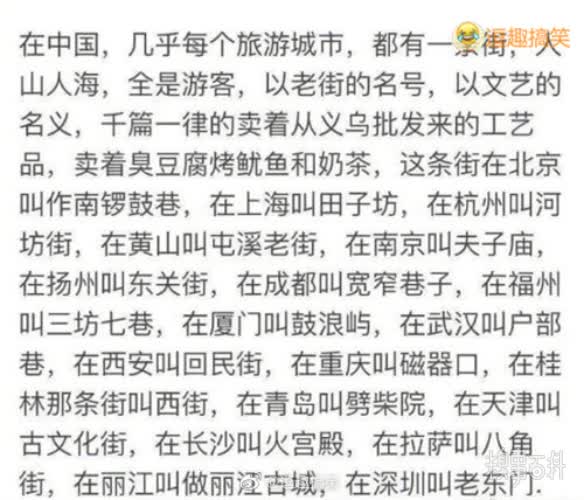 逗趣搞笑
在中国，几乎每个旅游城市，都有一条街，人
山人海，全是游客，以老街的名号，以文艺的
名义，千篇一律的卖着从义乌批发来的工艺
品，卖着臭豆腐烤鱿鱼和奶茶，这条街在北京
叫作南锣鼓巷，在上海叫田子坊，在杭州叫河
坊街，在黄山叫屯溪老街，在南京叫夫子庙，
在扬州叫东关街，在成都叫宽窄巷子，在福州
叫三坊七巷，在厦门叫鼓浪屿，在武汉叫户部
巷，在西安叫回民街，在重庆叫磁器口，在桂
林那条街叫西街，在青岛叫劈柴院，在天津叫
古文化街，在长沙叫火宫殿，在拉萨叫八角
街，在丽江叫做丽江古城，在深圳叫老东门